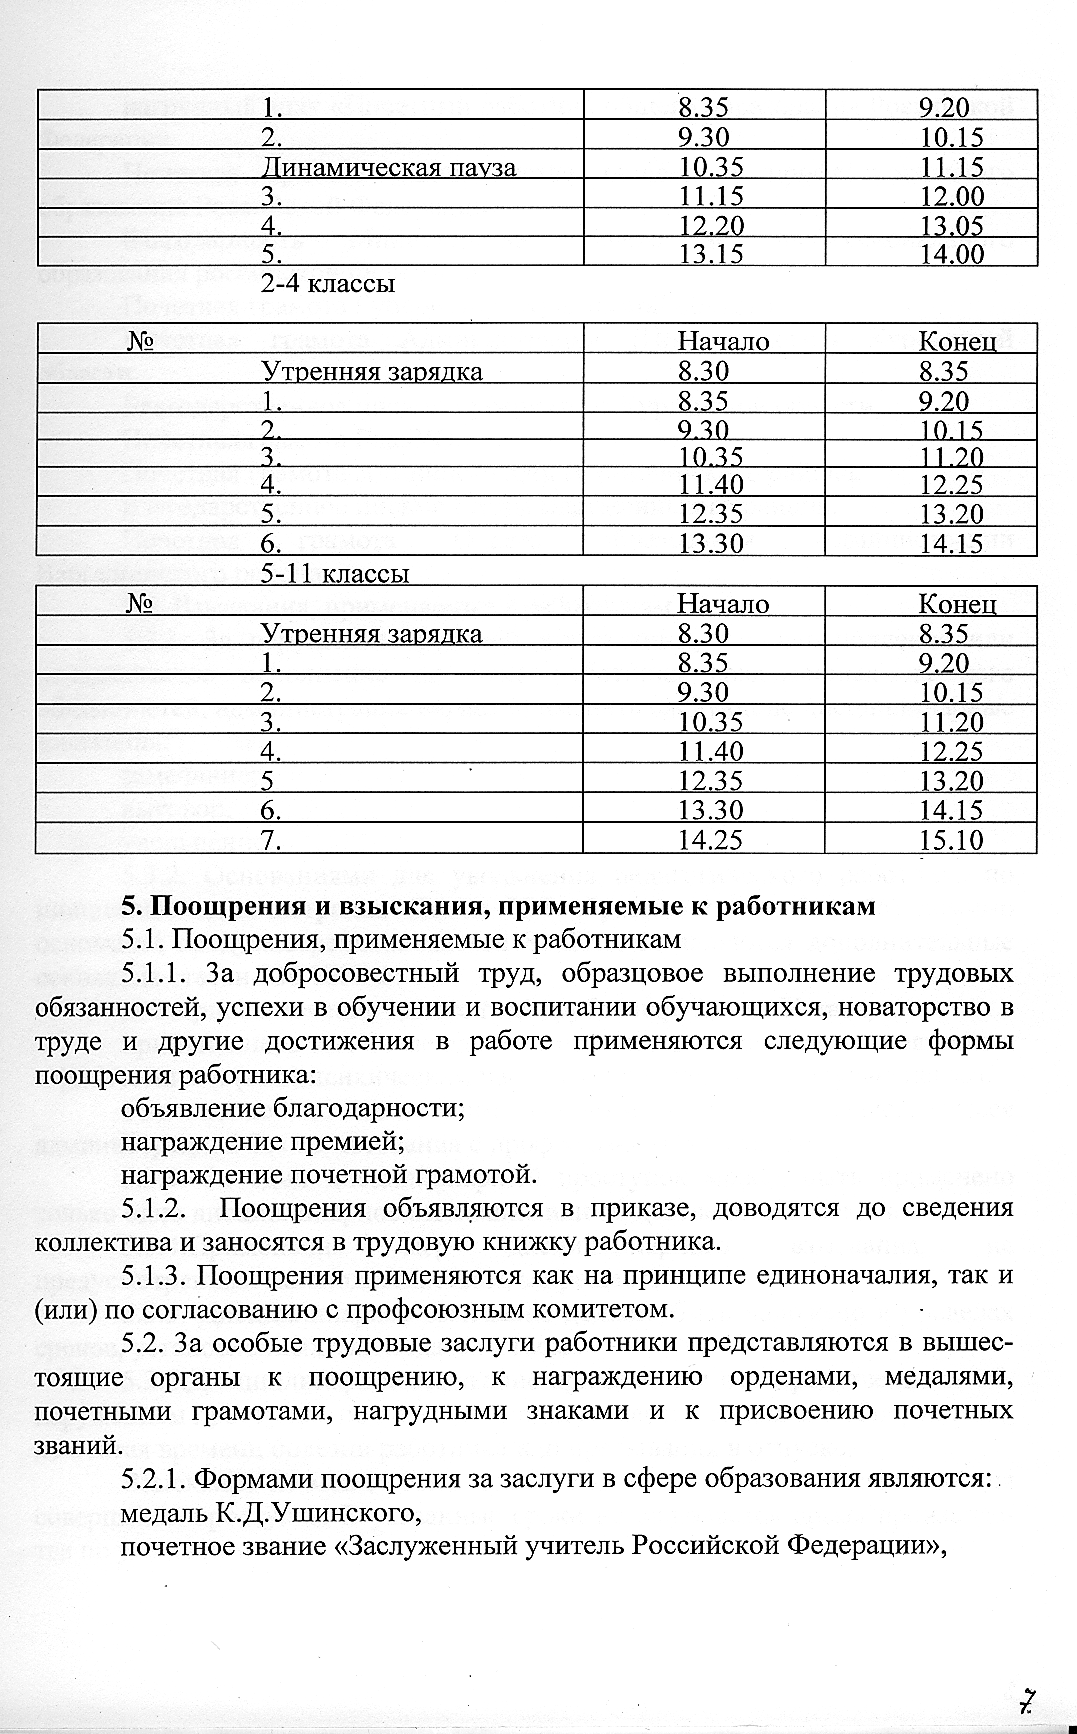 1. 8.35 9.20
2. 9.30 10.15
Динамическая пауза 10.35 11.15
3. 11.15 12.00
4. 12.20 13.05
5. 13.15 14.00
2-4 классы
№ Начало Конец
Утренняя зарядка 8.30 8.35
1. 8.35 9.20
2. 9.30 10.15
3. 10.35 11.20
4. 11.40 12.25
5. 12.35 13.20
6. 13.30 14.15
5-11 классы
№ Начало Конец
Утренняя зарядка 8.30 8.35
1. 8.35 9.20
2. 9.30 10.15
3. 10.35 11.20
4. 11.40 12.25
5 12.35 13.20
6. 13.30 14.15
7. 14.25 15.10
5. Поощрения и взыскания, применяемые к работникам
5.1. Поощрения, применяемые к работникам
5.1.1. За добросовестный труд, образцовое выполнение трудовых
обязанностей, успехи в обучении и воспитании обучающихся, новаторство в
труде и другие достижения в работе применяются следующие формы
поощрения работника:
объявление благодарности;
награждение премией;
награждение почетной грамотой.
5.1.2. Поощрения объявляются в приказе, доводятся до сведения
коллектива и заносятся в трудовую книжку работника.
5.1.3. Поощрения применяются как на принципе единоначалия, так и
(или) по согласованию с профсоюзным комитетом.
5.2. За особые трудовые заслуги работники представляются в вышес-
тоящие органы к поощрению, к награждению орденами, медалями,
почетными грамотами, нагрудными знаками и к присвоению почетных
званий.
5.2.1. Формами поощрения за заслуги в сфере образования являются:
медаль К.Д.Ушинского,
почетное звание «Заслуженный учитель Российской Федерации»,
7